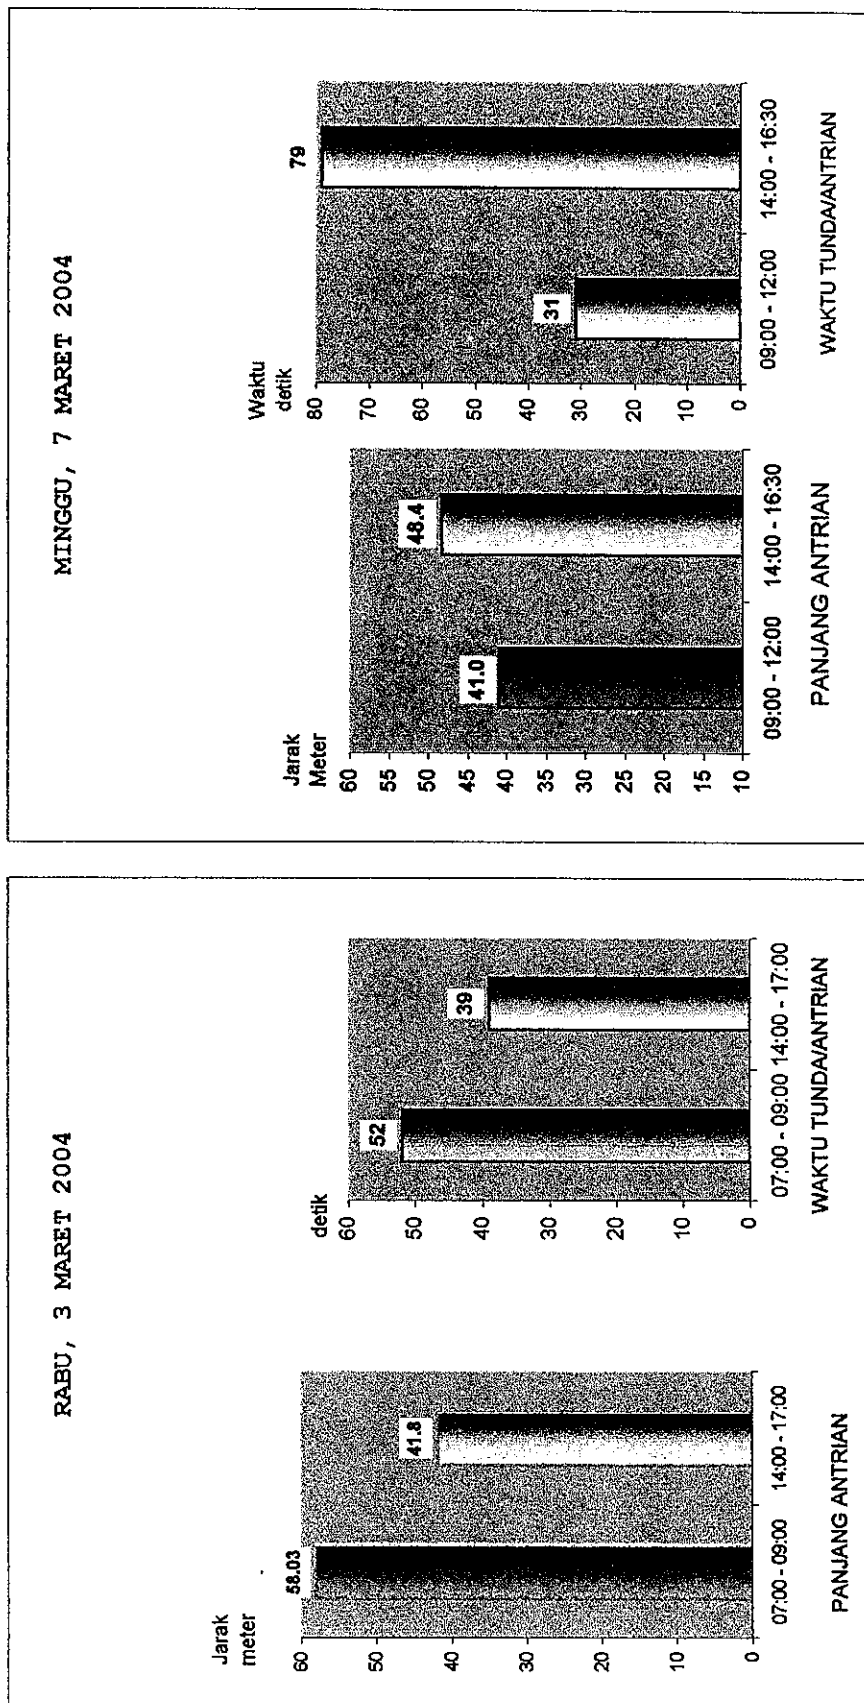 RABU, 3 MARET 2004
Jarak
meter
60
50
40
30
20
10
0
58.03
41.8
07:00 - 09:00 14:00 - 17:00
PANJANG ANTRIAN
detik
60
50
40
30
20
10
0
52
39
07:00 - 09:00 14:00 - 17:00
WAKTU TUNDA/ANTRIAN
MINGGU, 7 MARET 2004
Jarak
Meter
60
55
50
45
40
35
30
25
20
15
10
41.0
48.4
09:00 - 12:00 14:00 - 16:30
PANJANG ANTRIAN
Waktu
detik
80
70
60
50
40
30
20
10
0
31
79
09:00 - 12:00 14:00 - 16:30
WAKTU TUNDA/ANTRIAN